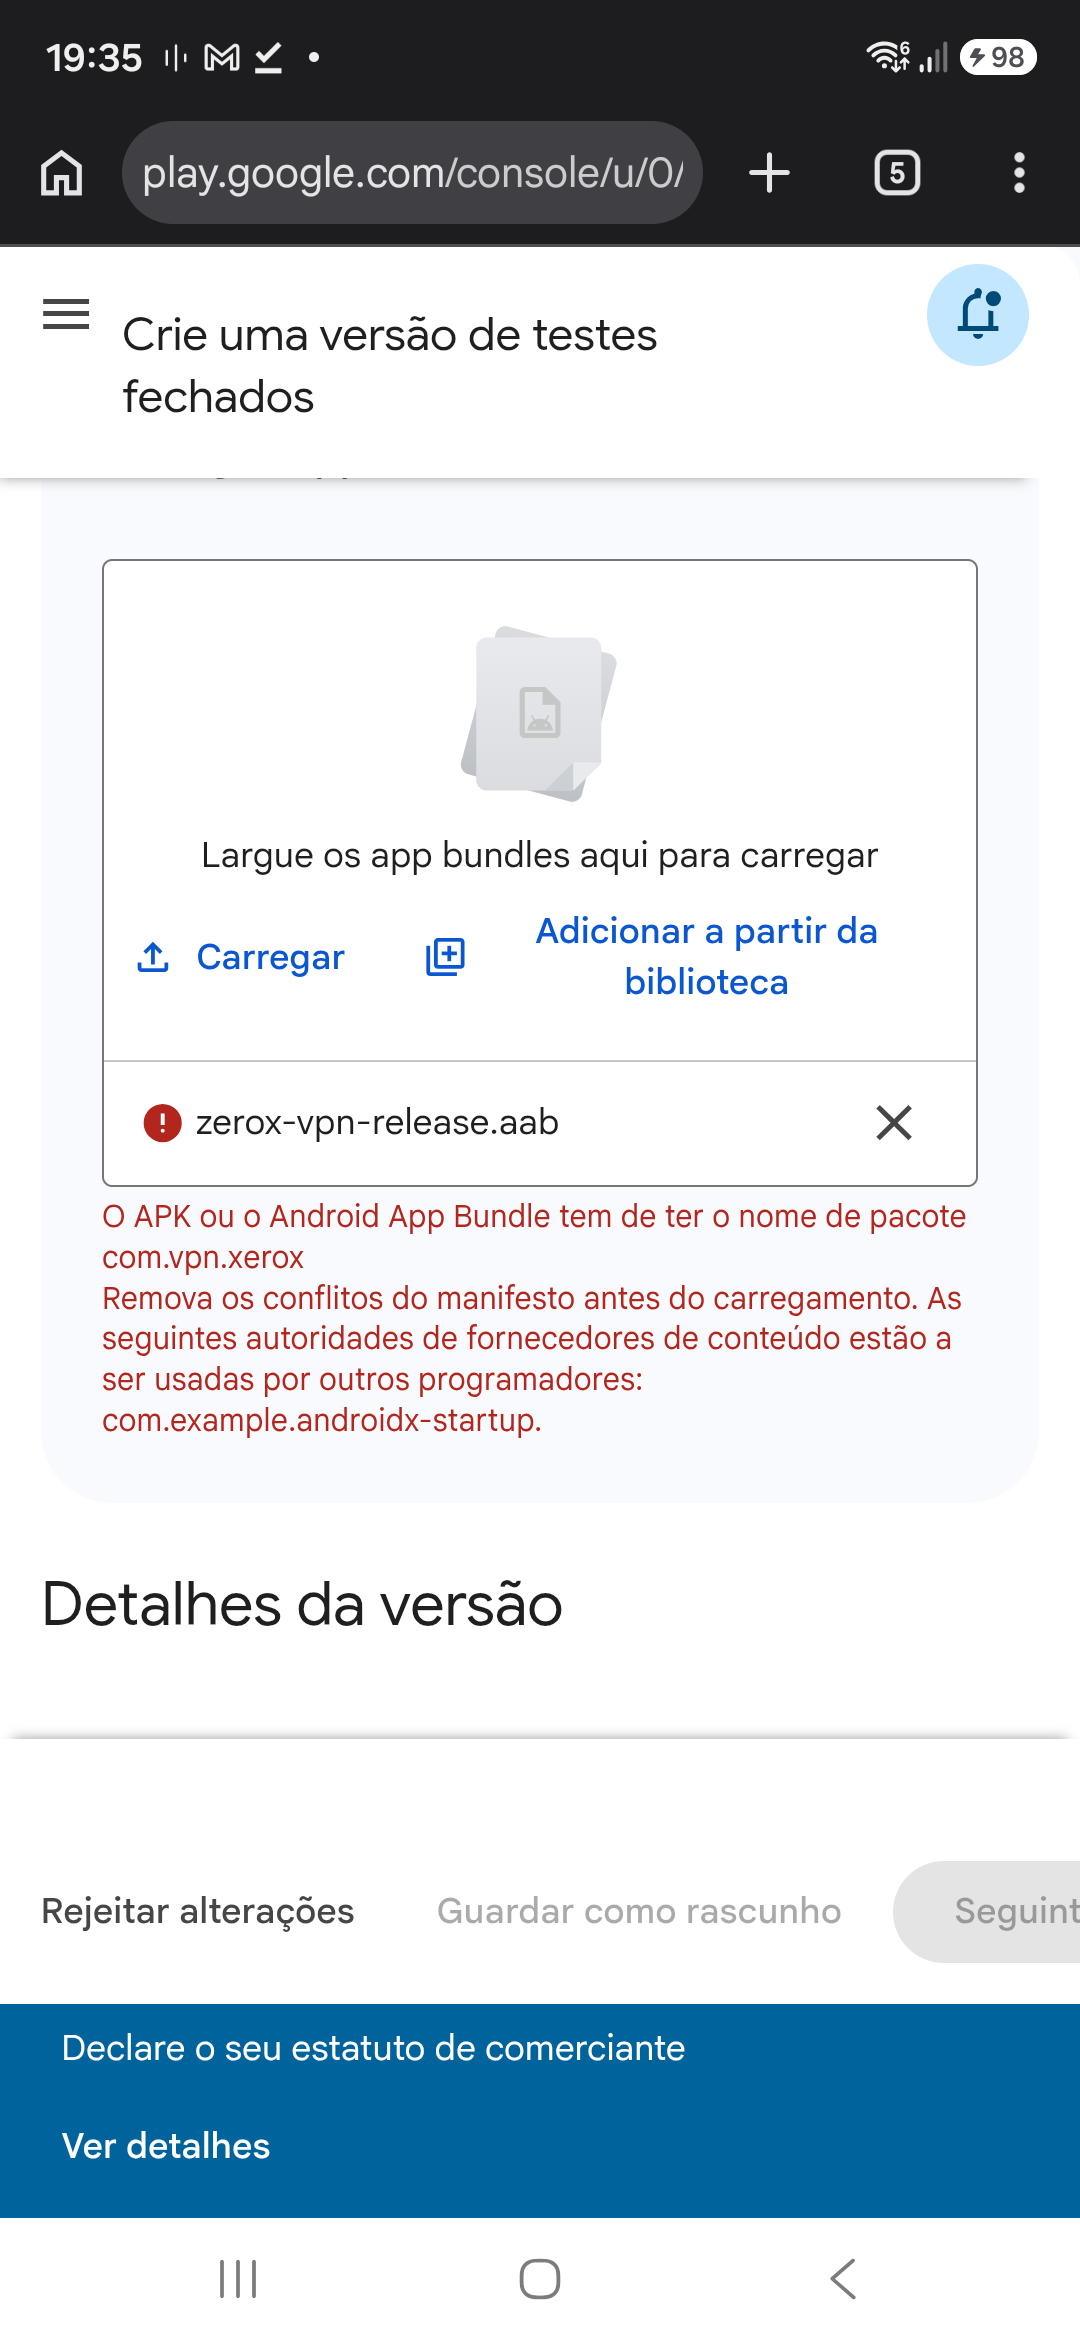 19:35
6
98
play.google.com/console/u/0/
5
Crie uma versão de testes
fechados
Largue os app bundles aqui para carregar
Carregar
Adicionar a partir da
biblioteca
zerox-vpn-release.aab
O APK ou o Android App Bundle tem de ter o nome de pacote
com.vpn.xerox
Remova os conflitos do manifesto antes do carregamento. As
seguintes autoridades de fornecedores de conteúdo estão a
ser usadas por outros programadores:
com.example.androidx-startup.
Detalhes da versão
Rejeitar alterações
Guardar como rascunho
Seguint
Declare o seu estatuto de comerciante
Ver detalhes